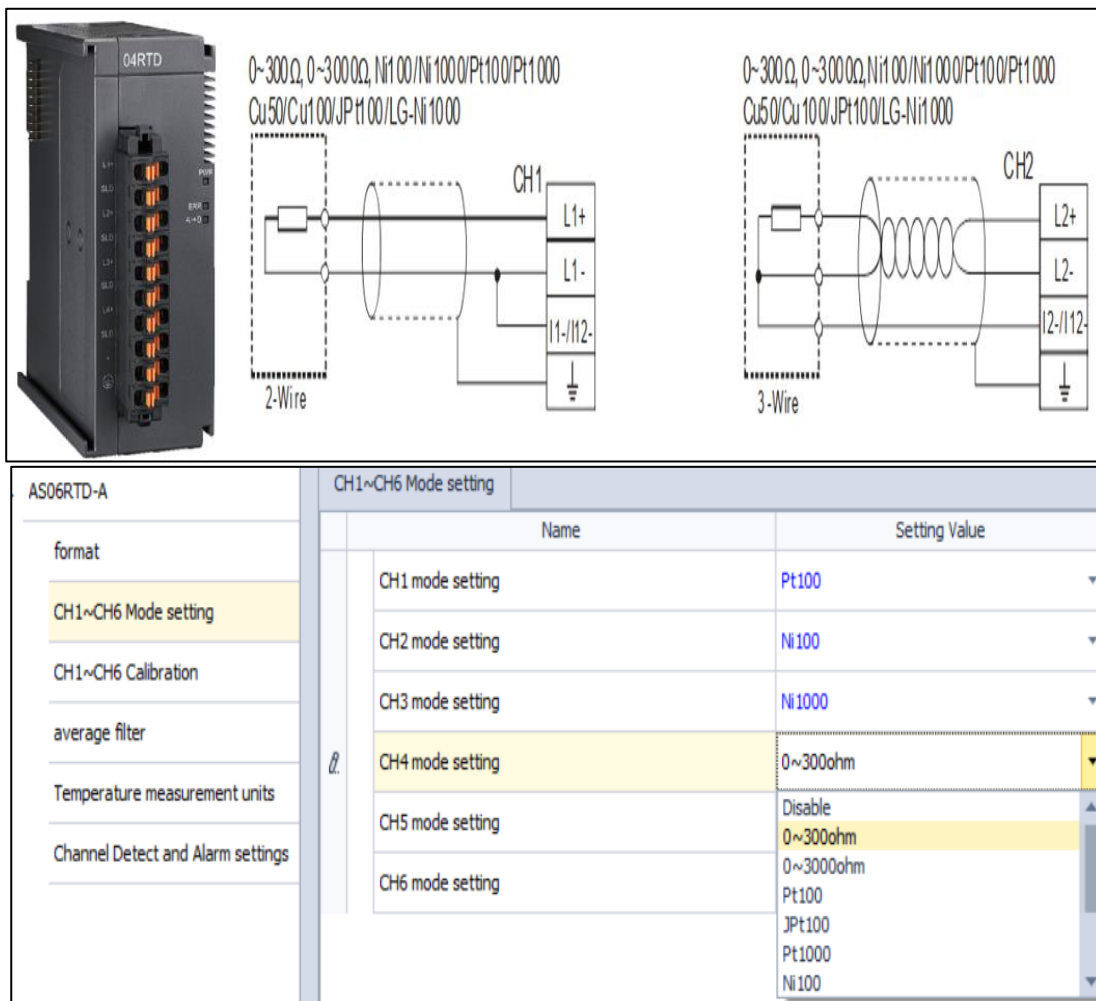 04RTD
L1+
SLD
L2+
SLD
L3+
SLD
L4+
SLD
PWR
ERR
A→D
0~300Ω, 0~3000Ω, Ni100/Ni1000/Pt100/Pt1000
Cu50/Cu100/JPt100/LG-Ni1000
CH1
L1+
L1-
I1-/I12-
2-Wire
0~300Ω, 0~3000Ω,Ni100/Ni1000/Pt100/Pt1000
Cu50/Cu100/JPt100/LG-Ni1000
CH2
L2+
L2-
I2-/I12-
3-Wire
AS06RTD-A
format
CH1~CH6 Mode setting
CH1~CH6 Calibration
average filter
Temperature measurement units
Channel Detect and Alarm settings
CH1~CH6 Mode setting
Name Setting Value
CH1 mode setting Pt100
CH2 mode setting Ni100
CH3 mode setting Ni1000
CH4 mode setting 0~300ohm
CH5 mode setting
CH6 mode setting
Disable
0~300ohm
0~3000ohm
Pt100
JPt100
Pt1000
Ni100